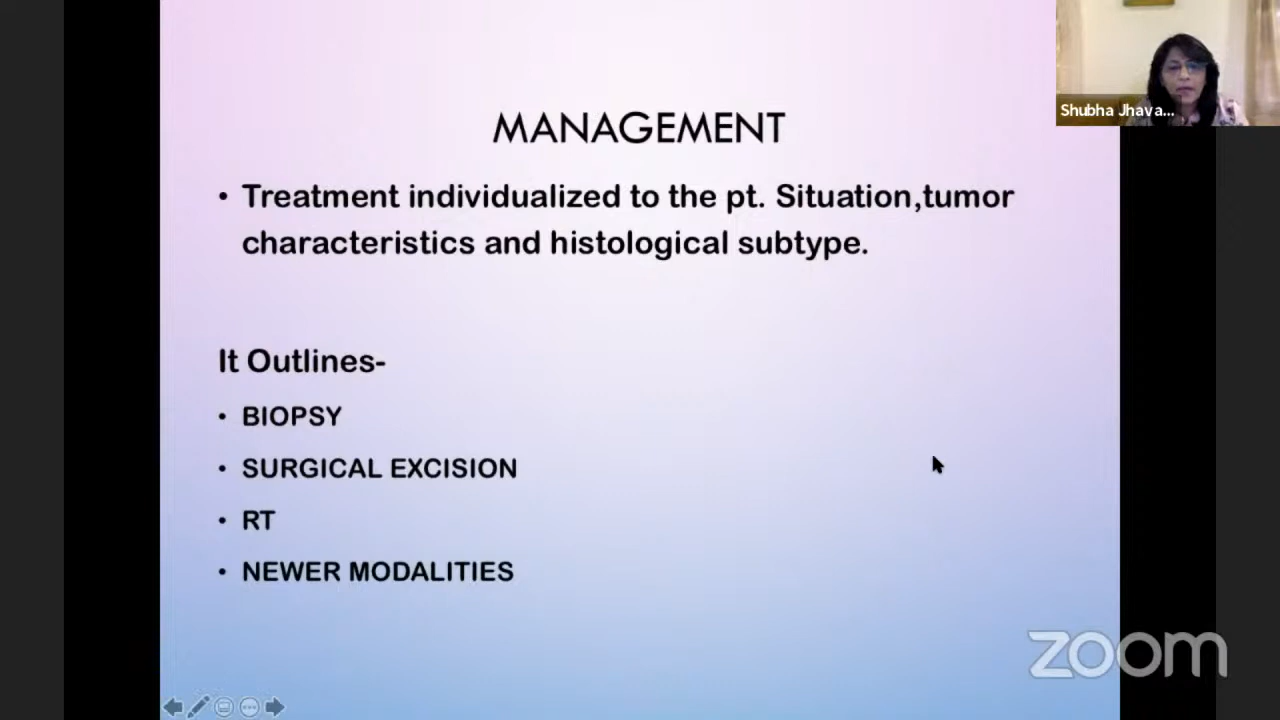 Shubha Jhava...
MANAGEMENT
• Treatment individualized to the pt. Situation,tumor
characteristics and histological subtype.
It Outlines-
• BIOPSY
• SURGICAL EXCISION
• RT
• NEWER MODALITIES
zoom